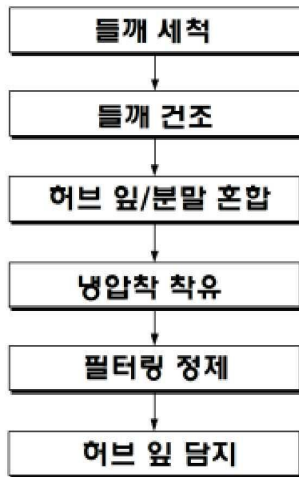 들깨 세척
들깨 건조
허브 잎/분말 혼합
냉압착 착유
필터링 정제
허브 잎 담지